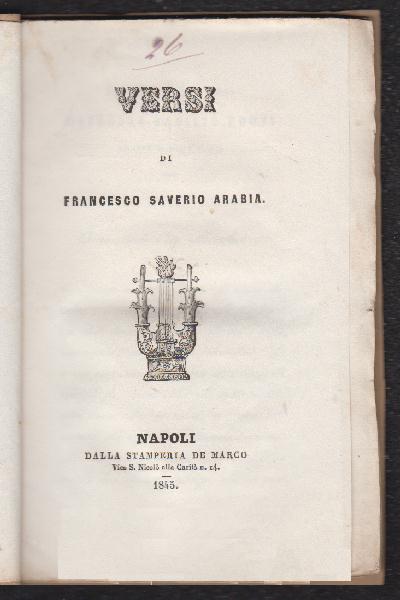 26
VERSI
DI
FRANCESCO SAVERIO ARABIA.
NAPOLI
DALLA STAMPERIA DE MARCO
Vico S. Nicolò alla Carità n. 14.
1845.